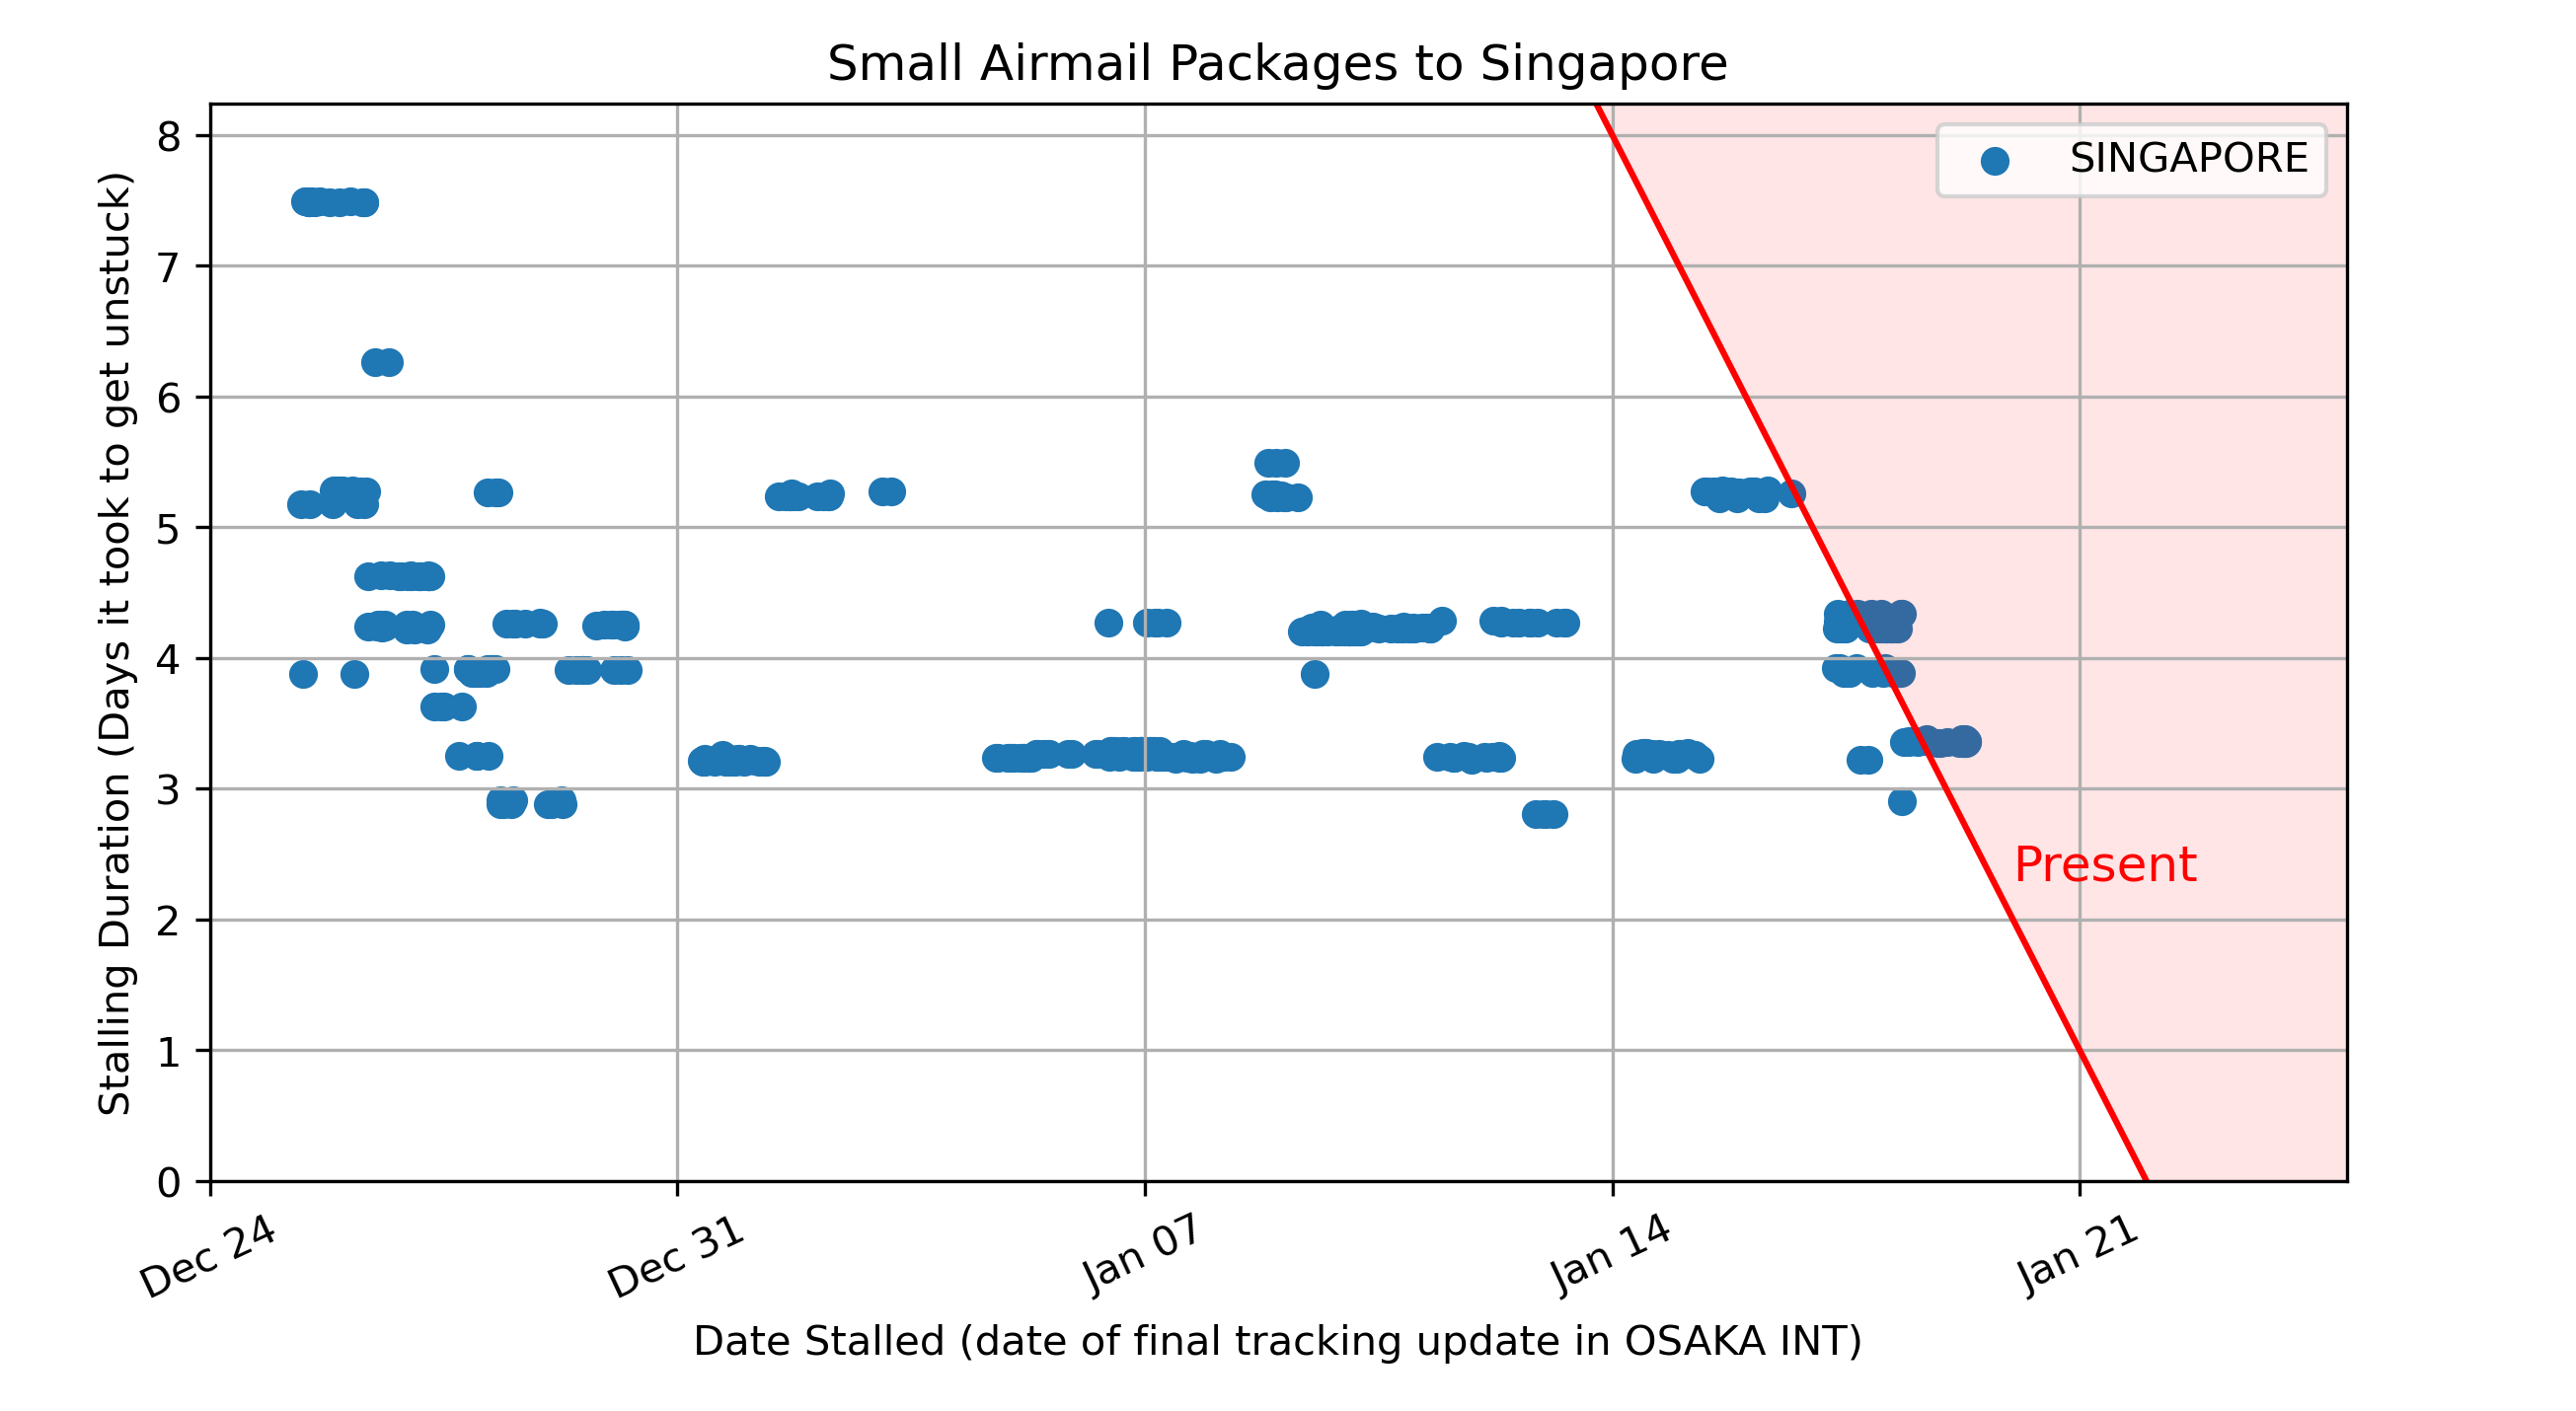 Small Airmail Packages to Singapore
SINGAPORE
Stalling Duration (Days it took to get unstuck)
8
7
6
5
4
3
2
1
0
Present
Dec 24
Dec 31
Jan 07
Jan 14
Jan 21
Date Stalled (date of final tracking update in OSAKA INT)